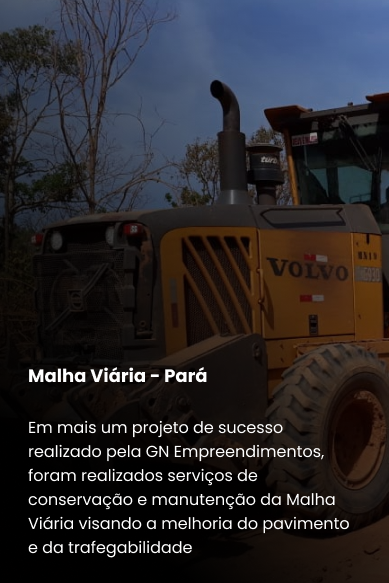 turbo
VOLVO
Malha Viária - Pará
Em mais um projeto de sucesso
realizado pela GN Empreendimentos,
foram realizados serviços de
conservação e manutenção da Malha
Viária visando a melhoria do pavimento
e da trafegabilidade